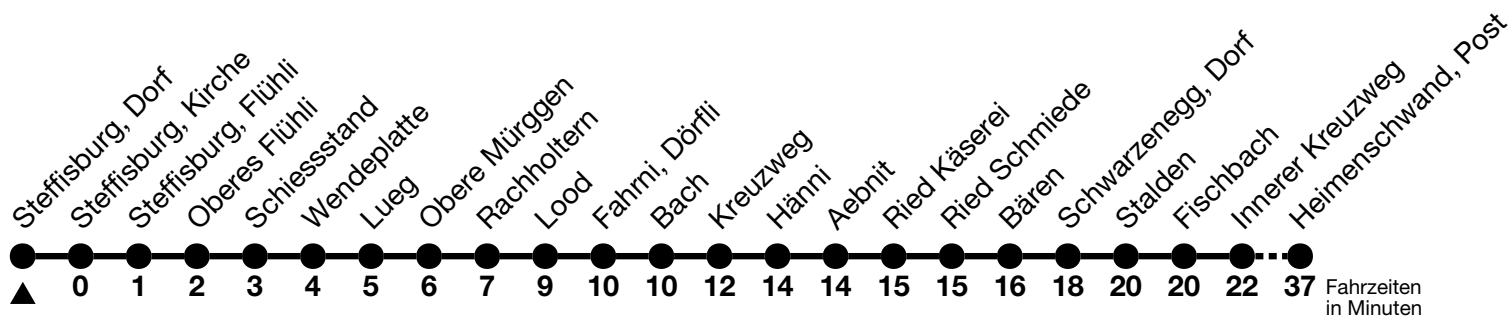 Steffisburg, Dorf
Steffisburg, Kirche
Steffisburg, Flühli
Oberes Flühli
Schiessstand
Wendeplatte
Lueg
Obere Mürggen
Rachholtern
Lood
Fahrni, Dörfli
Bach
Kreuzweg
Hänni
Aebnit
Ried Käserei
Ried Schmiede
Bären
Schwarzenegg, Dorf
Stalden
Fischbach
Innerer Kreuzweg
Heimenschwand, Post
0 1 2 3 4 5 6 7 9 10 10 12 14 14 15 15 16 18 20 20 22 37
Fahrzeiten
in Minuten